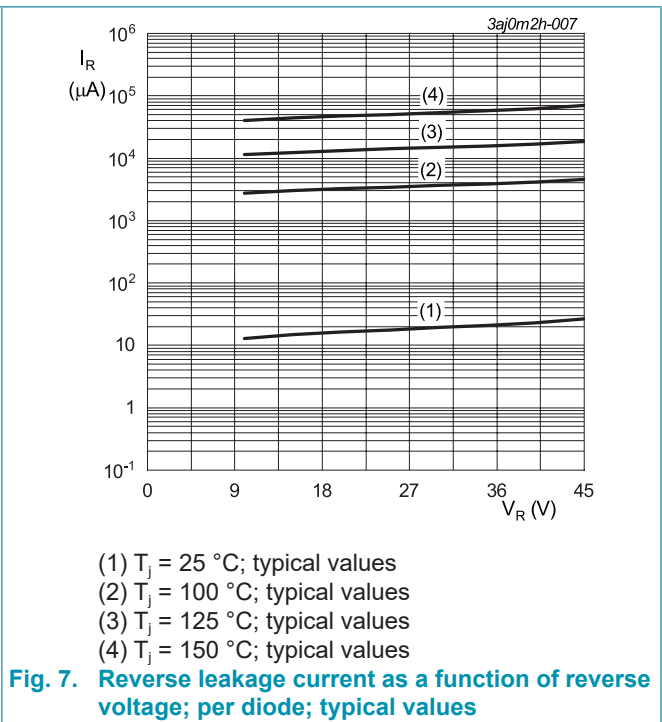 3aj0m2h-007
10⁶
I_R
(µA)
10⁵
(4)
(3)
10⁴
(2)
10³
10²
(1)
10
1
10⁻¹
0 9 18 27 36 45
V_R (V)
(1) T_j = 25 °C; typical values
(2) T_j = 100 °C; typical values
(3) T_j = 125 °C; typical values
(4) T_j = 150 °C; typical values
Fig. 7. Reverse leakage current as a function of reverse
voltage; per diode; typical values